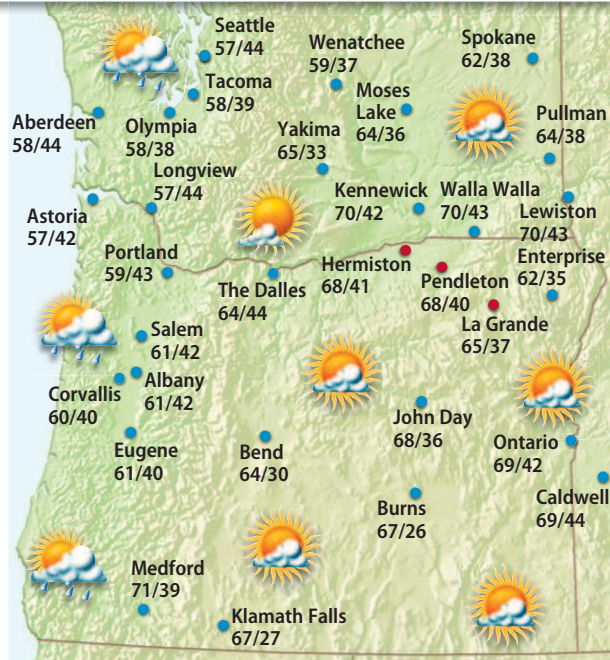 Seattle
57/44
Wenatchee
59/37
Spokane
62/38
Tacoma
58/39
Moses
Lake
64/36
Aberdeen
58/44
Olympia
58/38
Yakima
65/33
Pullman
64/38
Longview
57/44
Kennewick
70/42
Walla Walla
70/43
Lewiston
70/43
Astoria
57/42
Portland
59/43
The Dalles
64/44
Hermiston
68/41
Pendleton
68/40
Enterprise
62/35
La Grande
65/37
Salem
61/42
Albany
61/42
Corvallis
60/40
John Day
68/36
Eugene
61/40
Bend
64/30
Ontario
69/42
Burns
67/26
Caldwell
69/44
Medford
71/39
Klamath Falls
67/27